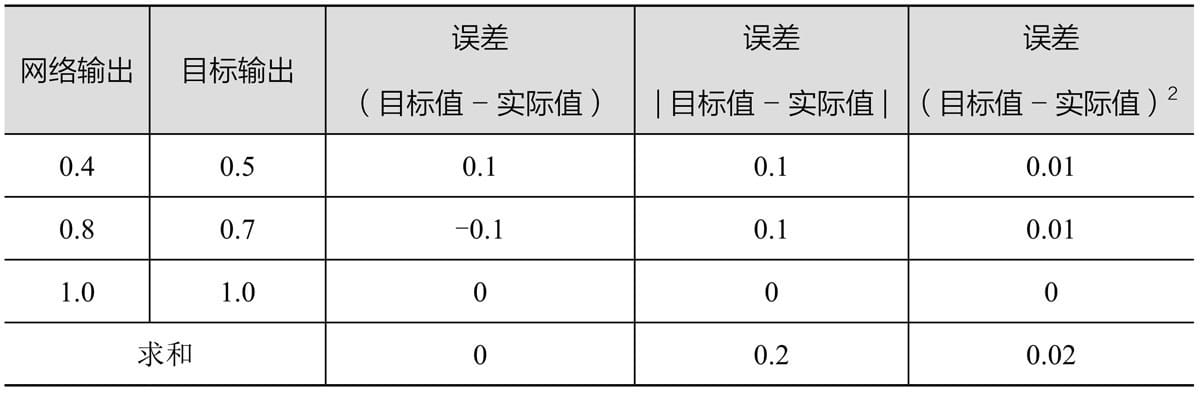 网络输出 目标输出 误差（目标值 - 实际值） 误差|目标值 - 实际值| 误差（目标值 - 实际值）²
0.4 0.5 0.1 0.1 0.01
0.8 0.7 -0.1 0.1 0.01
1.0 1.0 0 0 0
求和 0 0.2 0.02